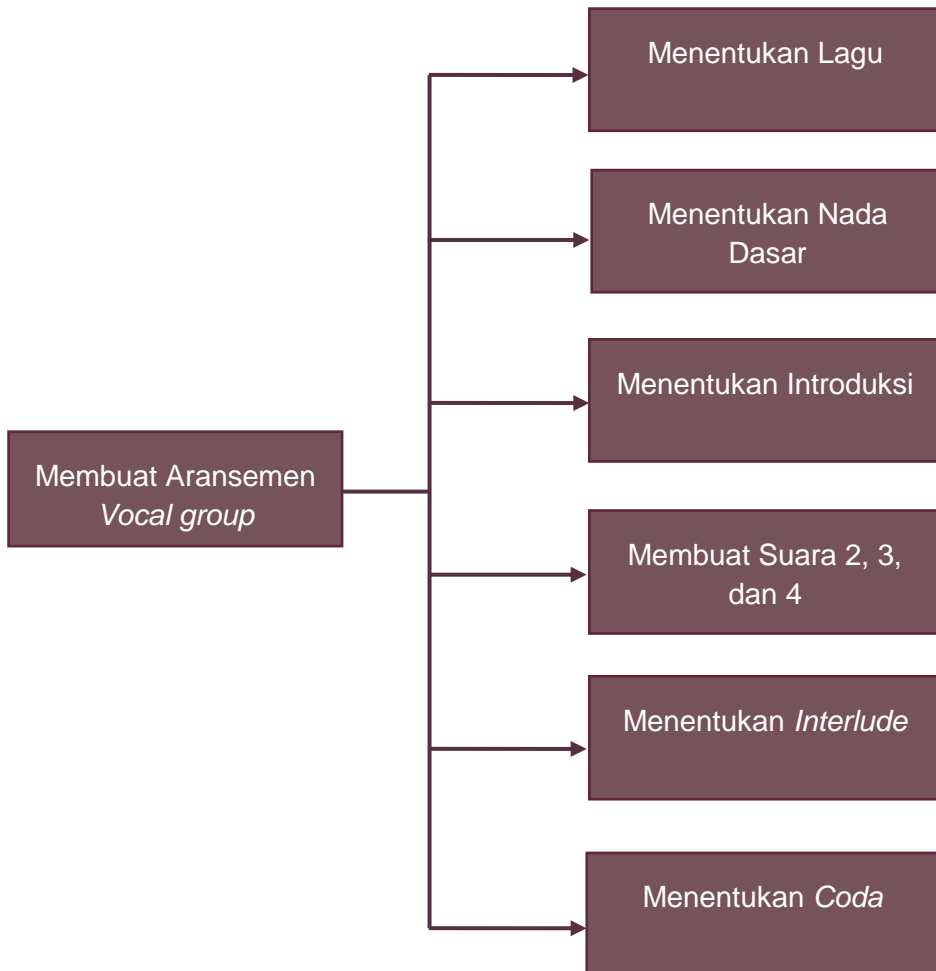 Menentukan Lagu
Menentukan Nada
Dasar
Menentukan Introduksi
Membuat Aransemen
Vocal group
Membuat Suara 2, 3,
dan 4
Menentukan Interlude
Menentukan Coda